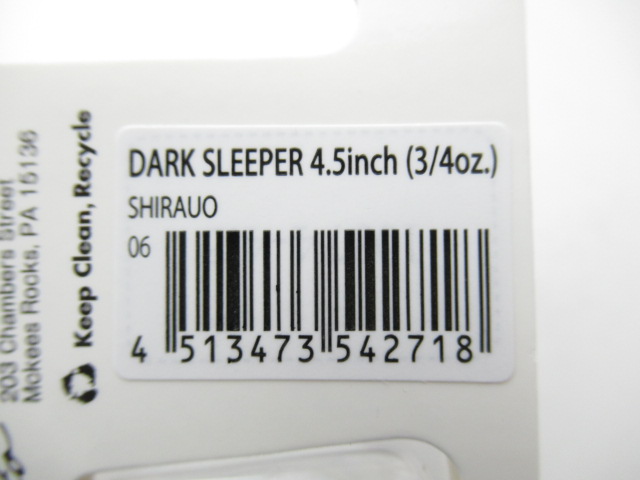 DARK SLEEPER 4.5inch (3/4oz.)
SHIRAUO
06
4 513473 542718
Keep Clean, Recycle
203 Chambers Street
Mckees Rocks, PA 15136